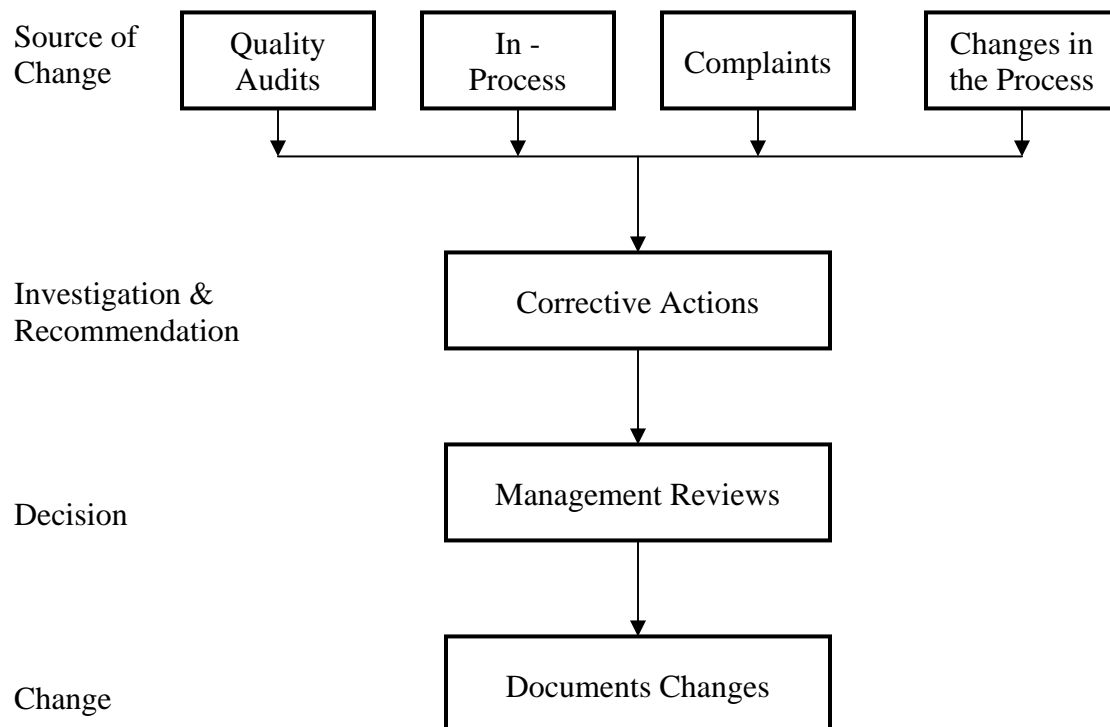 Source of
Change
Quality
Audits
In -
Process
Complaints
Changes in
the Process
Investigation &
Recommendation
Corrective Actions
Decision
Management Reviews
Change
Documents Changes